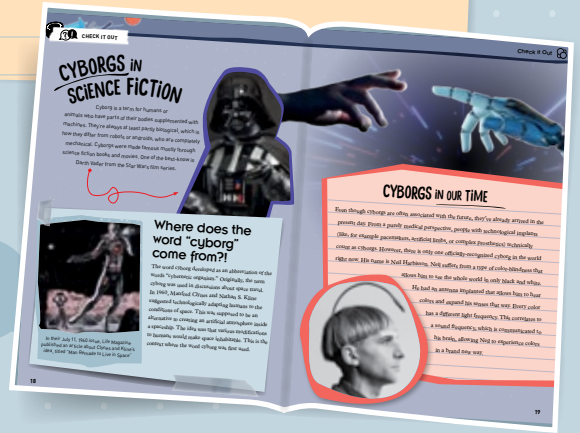 CHECK IT OUT
CYBORGS IN
SCIENCE FICTION
Cyborg is a term for humans or
animals who have parts of their bodies supplemented with
machines. They're always at least partly biological, which is
how they differ from robots or androids, who are completely
mechanical. Cyborgs were made famous mostly through
science fiction books and movies. One of the best-know is
Darth Vader from the Star Wars film series.
In their July 11, 1960 issue, Life Magazine
published an article about Clynes and Kline's
idea, titled "Man Remade to Live in Space"
Where does the
word "cyborg"
come from?!
The word cyborg developed as an abbreviation of the
words "cybernetic organism." Originally, the term
cyborg was used in discussions about space travel.
In 1960, Manfred Clynes and Nathan S. Kline
suggested technologically adapting humans to the
conditions of space. This was supposed to be an
alternative to creating an artificial atmosphere inside
a spaceship. The idea was that various modifications
to humans would make space inhabitable. This is the
context where the word cyborg was first used.
18
Check It Out
CYBORGS IN OUR TIME
Even though cyborgs are often associated with the future, they've already arrived in the
present day. From a purely medical perspective, people with technological implants
(like, for example pacemakers, artificial limbs, or complex prosthetics) technically
count as cyborgs. However, there is only one officially-recognized cyborg in the world
right now. His name is Neil Harbisson. Neil suffers from a type of color-blindness that
allows him to see the whole world in only black and white.
He had an antenna implanted that allows him to hear
colors and expand his senses that way. Every color
has a different light frequency. This correlates to
a sound frequency, which is communicated to
his brain, allowing Neil to experience colors
in a brand new way.
19